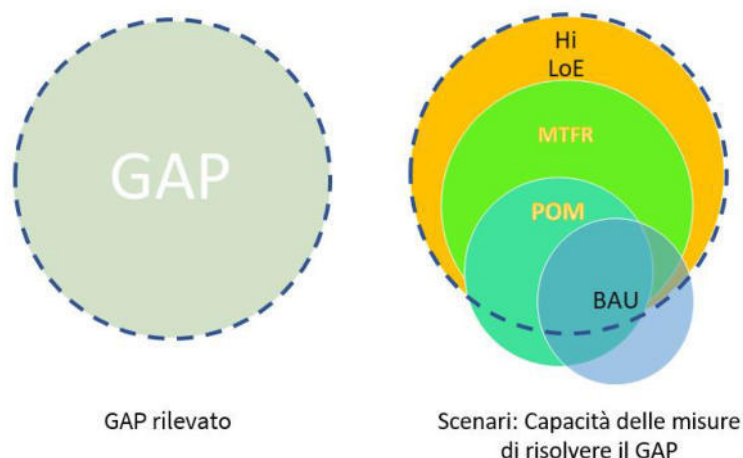 GAP
Hi
LoE
MTFR
POM
BAU
GAP rilevato
Scenari: Capacità delle misure
di risolvere il GAP